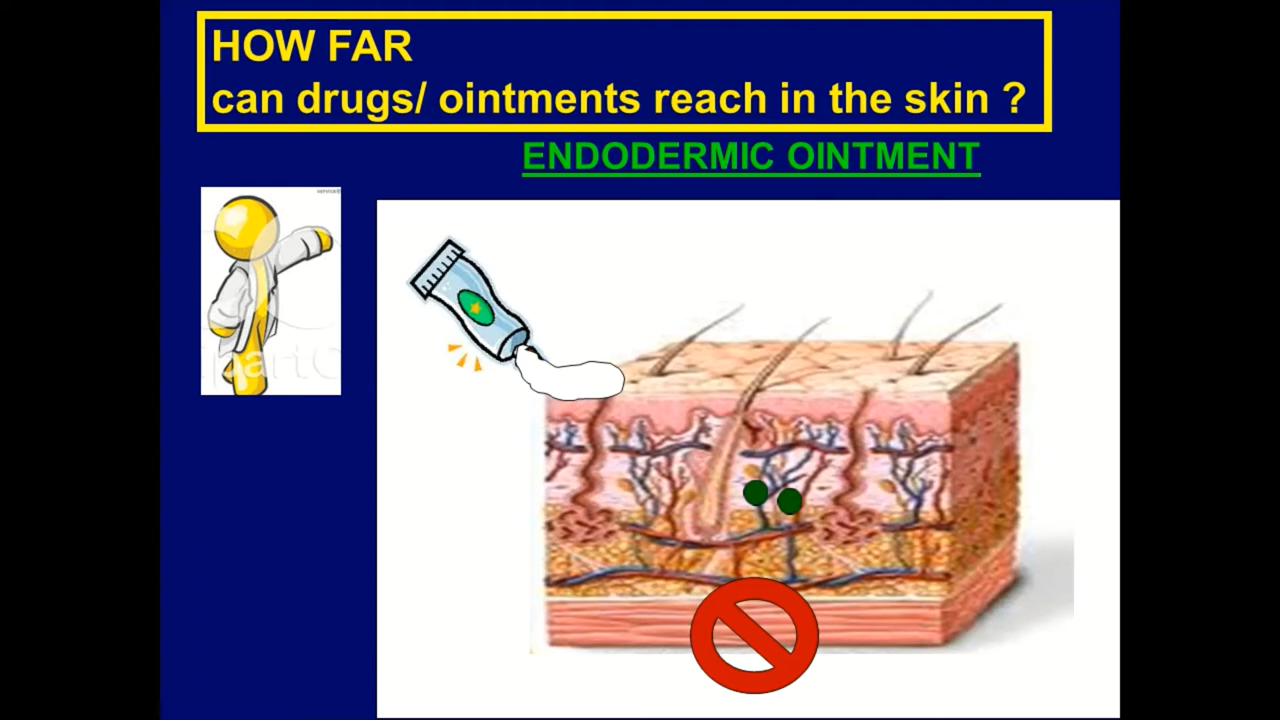 HOW FAR
can drugs/ ointments reach in the skin ?
ENDODERMIC OINTMENT